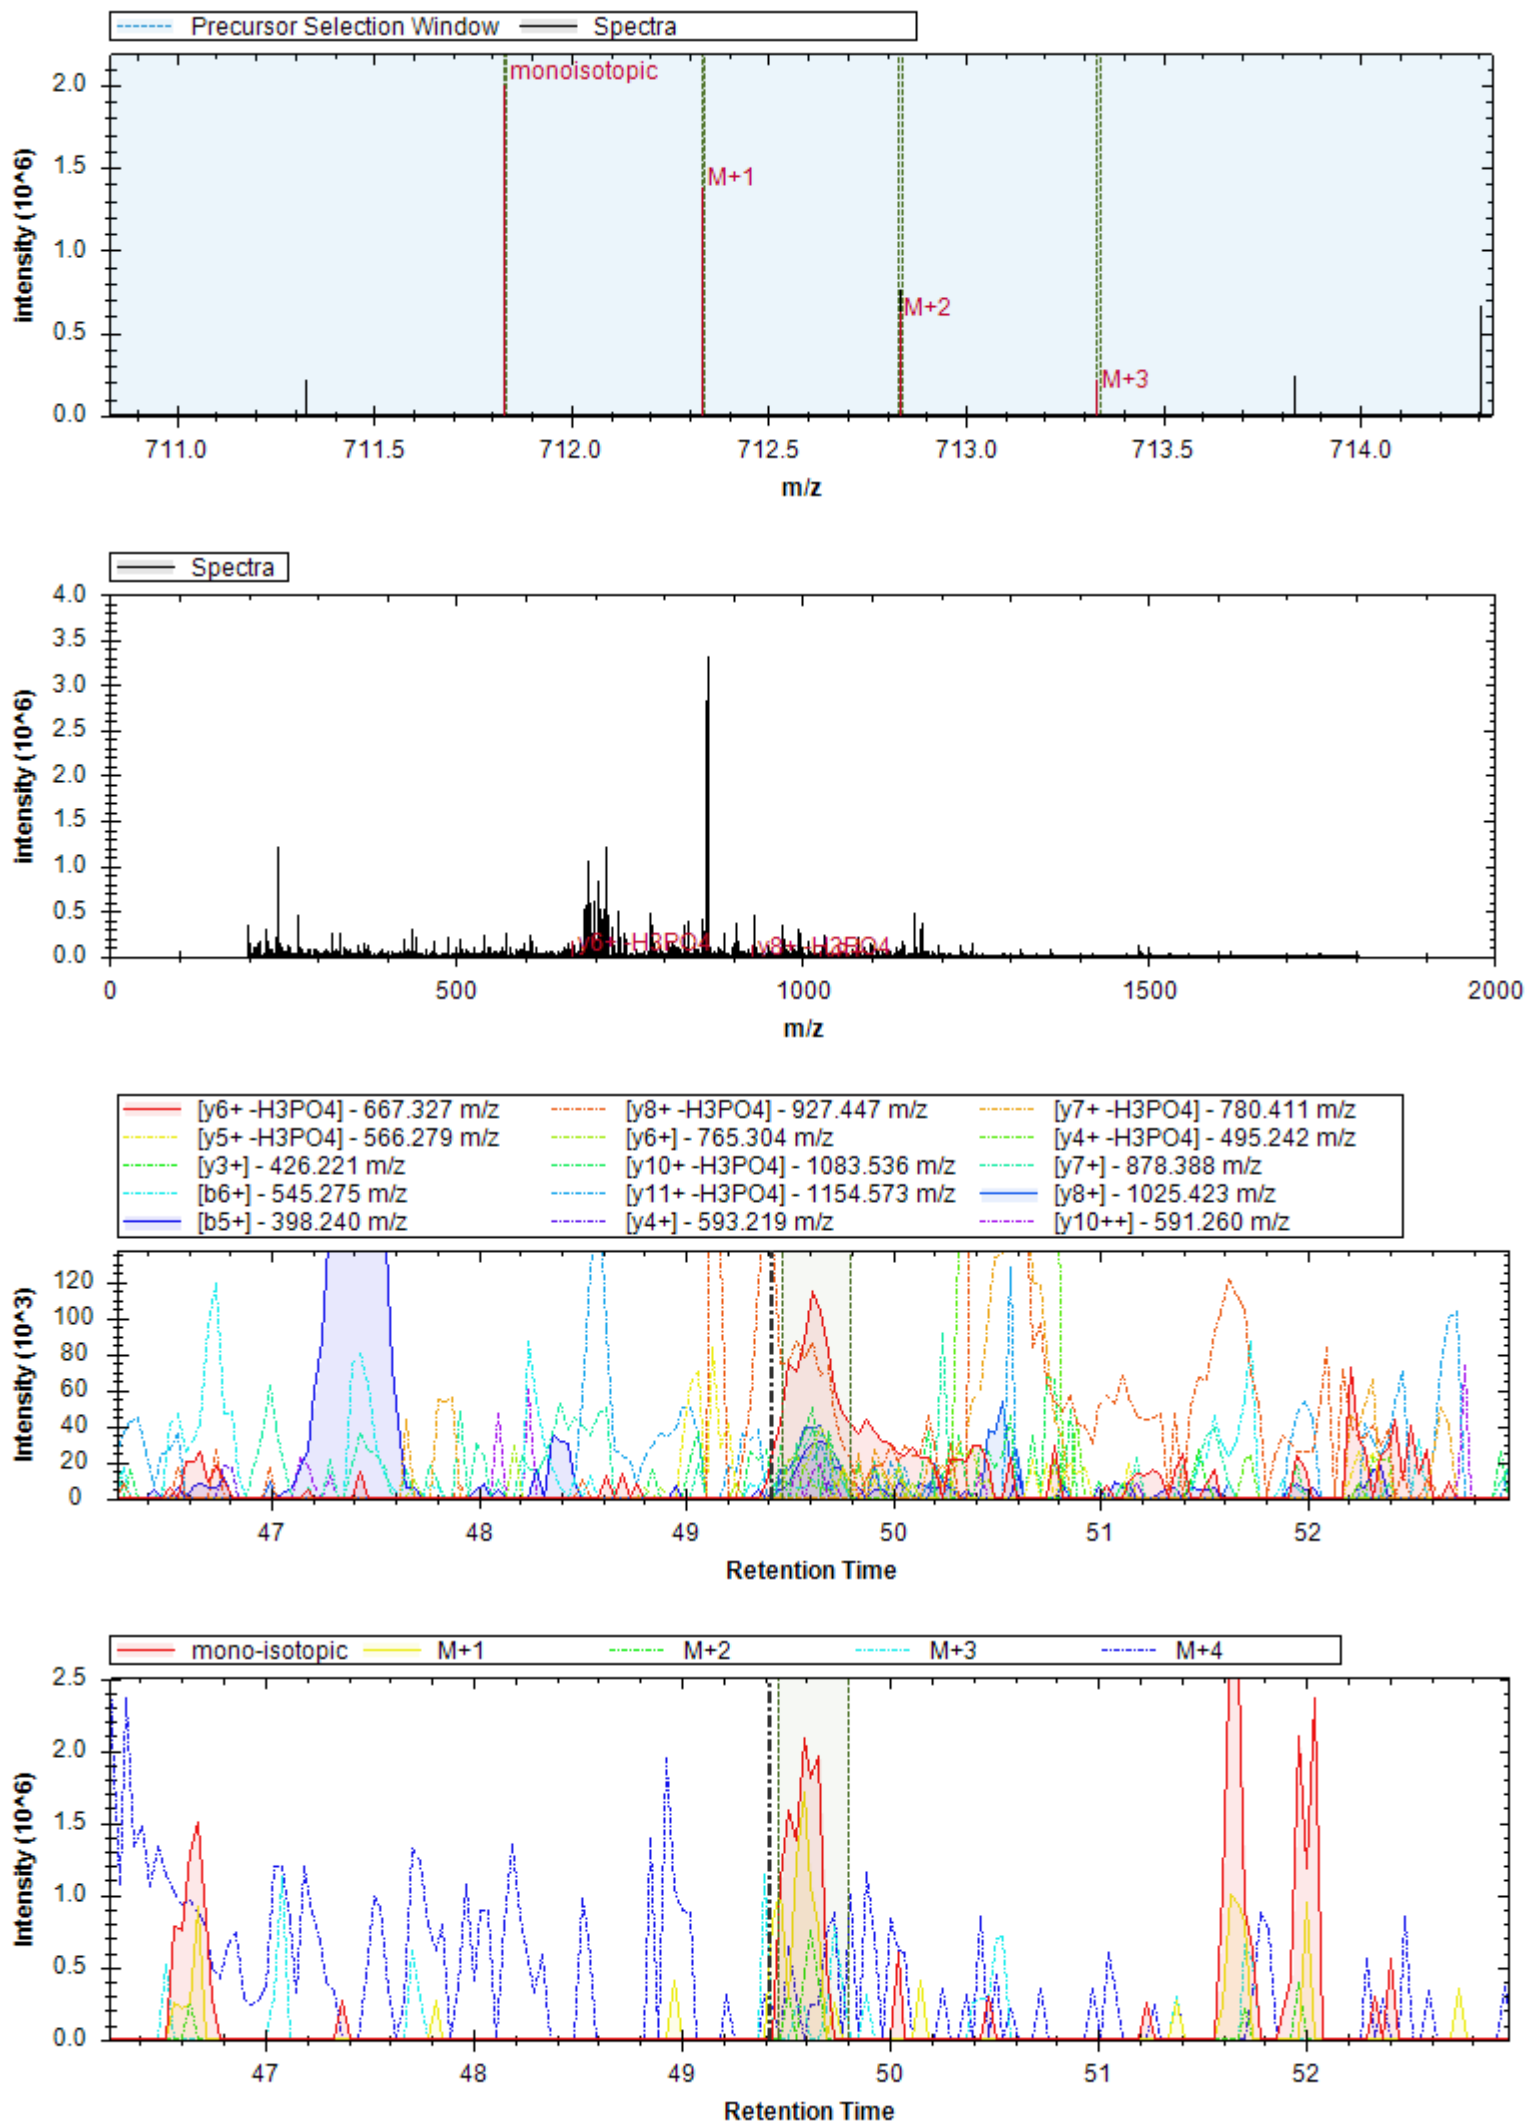 Precursor Selection Window Spectra
intensity (10^6)
2.0
1.5
1.0
0.5
0.0
monoisotopic
M+1
M+2
M+3
711.0 711.5 712.0 712.5 713.0 713.5 714.0
m/z
Spectra
intensity (10^6)
4.0
3.5
3.0
2.5
2.0
1.5
1.0
0.5
0.0
y6+ -H3PO4 y8+ -H3PO4
0 500 1000 1500 2000
m/z
[y6+ -H3PO4] - 667.327 m/z [y8+ -H3PO4] - 927.447 m/z [y7+ -H3PO4] - 780.411 m/z
[y5+ -H3PO4] - 566.279 m/z [y6+] - 765.304 m/z [y4+ -H3PO4] - 495.242 m/z
[y3+] - 426.221 m/z [y10+ -H3PO4] - 1083.536 m/z [y7+] - 878.388 m/z
[b6+] - 545.275 m/z [y11+ -H3PO4] - 1154.573 m/z [y8+] - 1025.423 m/z
[b5+] - 398.240 m/z [y4+] - 593.219 m/z [y10++] - 591.260 m/z
Intensity (10^3)
120
100
80
60
40
20
0
47 48 49 50 51 52
Retention Time
mono-isotopic M+1 M+2 M+3 M+4
Intensity (10^6)
2.5
2.0
1.5
1.0
0.5
0.0
47 48 49 50 51 52
Retention Time